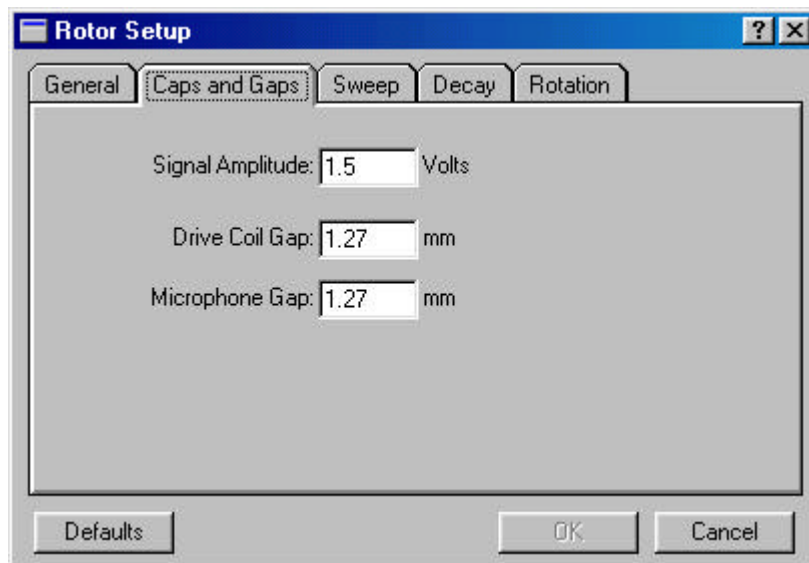 Rotor Setup
General Caps and Gaps Sweep Decay Rotation
Signal Amplitude: 1.5 Volts
Drive Coil Gap: 1.27 mm
Microphone Gap: 1.27 mm
Defaults OK Cancel